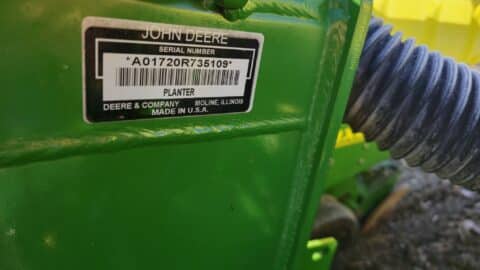 JOHN DEERE
SERIAL NUMBER
*A01720R735109*
PLANTER
DEERE & COMPANY MOLINE, ILLINOIS
MADE IN U.S.A.